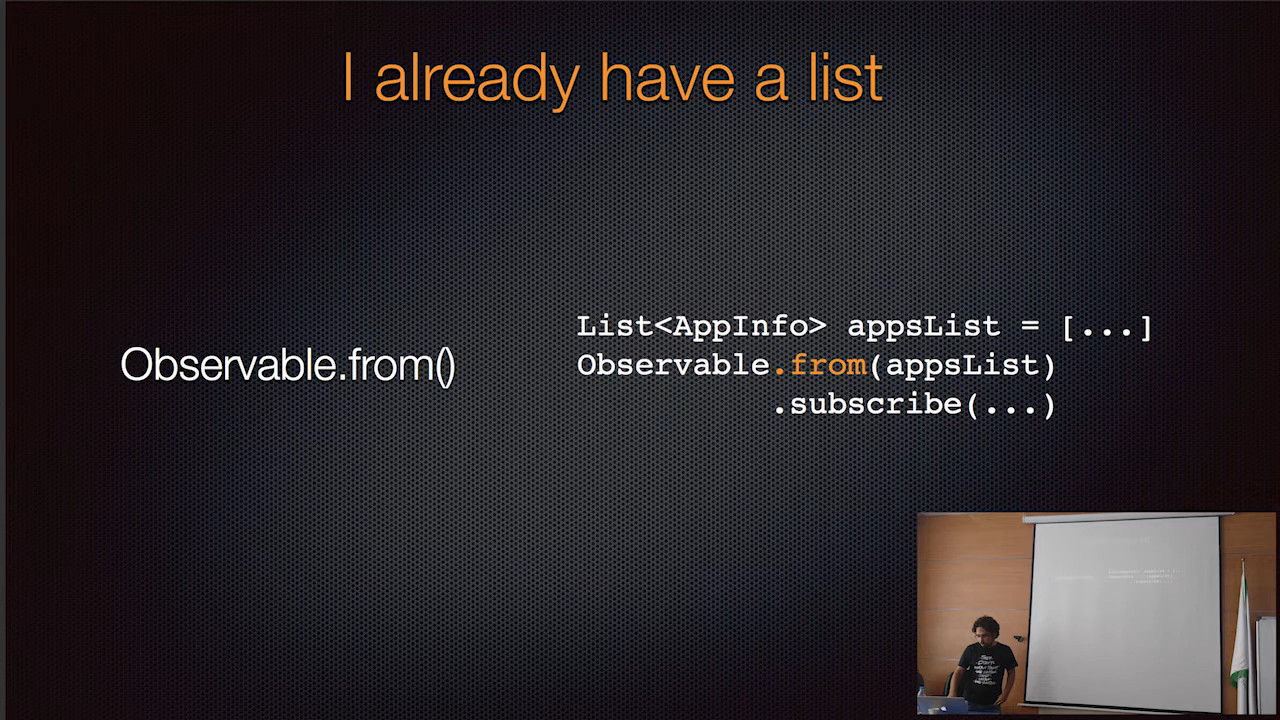 I already have a list
Observable.from()
List<AppInfo> appsList = [...]
Observable.from(appsList)
.subscribe(...)